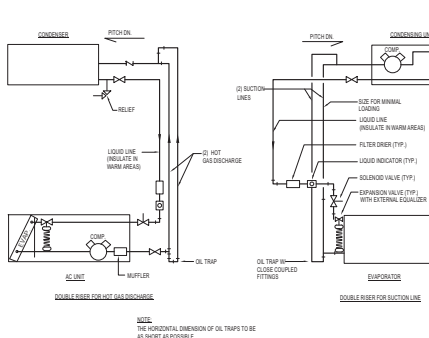 CONDENSER
PITCH DN.
RELIEF
LIQUID LINE
(INSULATE IN
WARM AREAS)
(2) HOT
GAS DISCHARGE
EVAP
COMP.
OIL TRAP
AC UNIT
MUFFLER
DOUBLE RISER FOR HOT GAS DISCHARGE
NOTE:
THE HORIZONTAL DIMENSION OF OIL TRAPS TO BE
AS SHORT AS POSSIBLE
PITCH DN.
CONDENSING UN
COMP.
(2) SUCTION
LINES
SIZE FOR MINIMAL
LOADING
LIQUID LINE
(INSULATE IN WARM AREAS)
FILTER DRIER (TYP.)
LIQUID INDICATOR (TYP.)
SOLENOID VALVE (TYP.)
EXPANSION VALVE (TYP.)
WITH EXTERNAL EQUALIZER
OIL TRAP W/
CLOSE COUPLED
FITTINGS
EVAPORATOR
DOUBLE RISER FOR SUCTION LINE